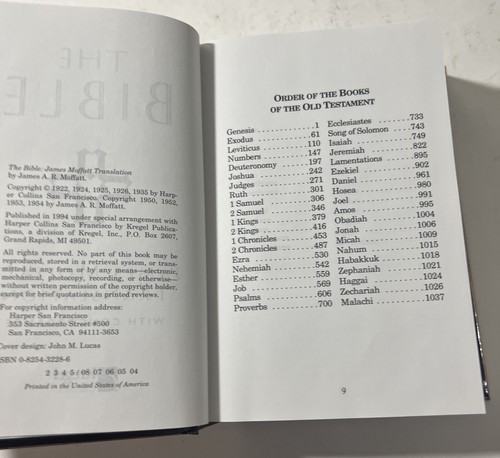 THE
BIBLE
The Bible: James Moffatt Translation
by James A. R. Moffatt.
Copyright © 1922, 1924, 1925, 1926, 1935 by Harp-
er Collins San Francisco. Copyright 1950, 1952,
1953, 1954 by James A. R. Moffatt.
Published in 1994 under special arrangement with
Harper Collins San Francisco by Kregel Publica-
tions, a division of Kregel, Inc., P.O. Box 2607,
Grand Rapids, MI 49501.
All rights reserved. No part of this book may be
reproduced, stored in a retrieval system, or trans-
mitted in any form or by any means—electronic,
mechanical, photocopy, recording, or otherwise—
without written permission of the copyright holder,
except for brief quotations in printed reviews.
For copyright information address:
Harper San Francisco
353 Sacramento Street #500
San Francisco, CA 94111-3653
Cover design: John M. Lucas
ISBN 0-8254-3228-6
2 3 4 5 / 08 07 06 05 04
Printed in the United States of America
ORDER OF THE BOOKS
OF THE OLD TESTAMENT
Genesis ..............1
Exodus ..............61
Leviticus ..........110
Numbers ..........147
Deuteronomy .......197
Joshua .............242
Judges .............271
Ruth ...............301
1 Samuel ...........306
2 Samuel ...........346
1 Kings ............379
2 Kings ............416
1 Chronicles .......453
2 Chronicles .......487
Ezra ...............530
Nehemiah ..........542
Esther .............559
Job ................569
Psalms .............606
Proverbs ...........700
Ecclesiastes .......733
Song of Solomon ....743
Isaiah .............749
Jeremiah ..........822
Lamentations .......895
Ezekiel ............902
Daniel .............961
Hosea ..............980
Joel ...............991
Amos ...............995
Obadiah ...........1004
Jonah .............1006
Micah .............1009
Nahum .............1015
Habakkuk ..........1018
Zephaniah .........1021
Haggai ............1024
Zechariah .........1026
Malachi ...........1037
9